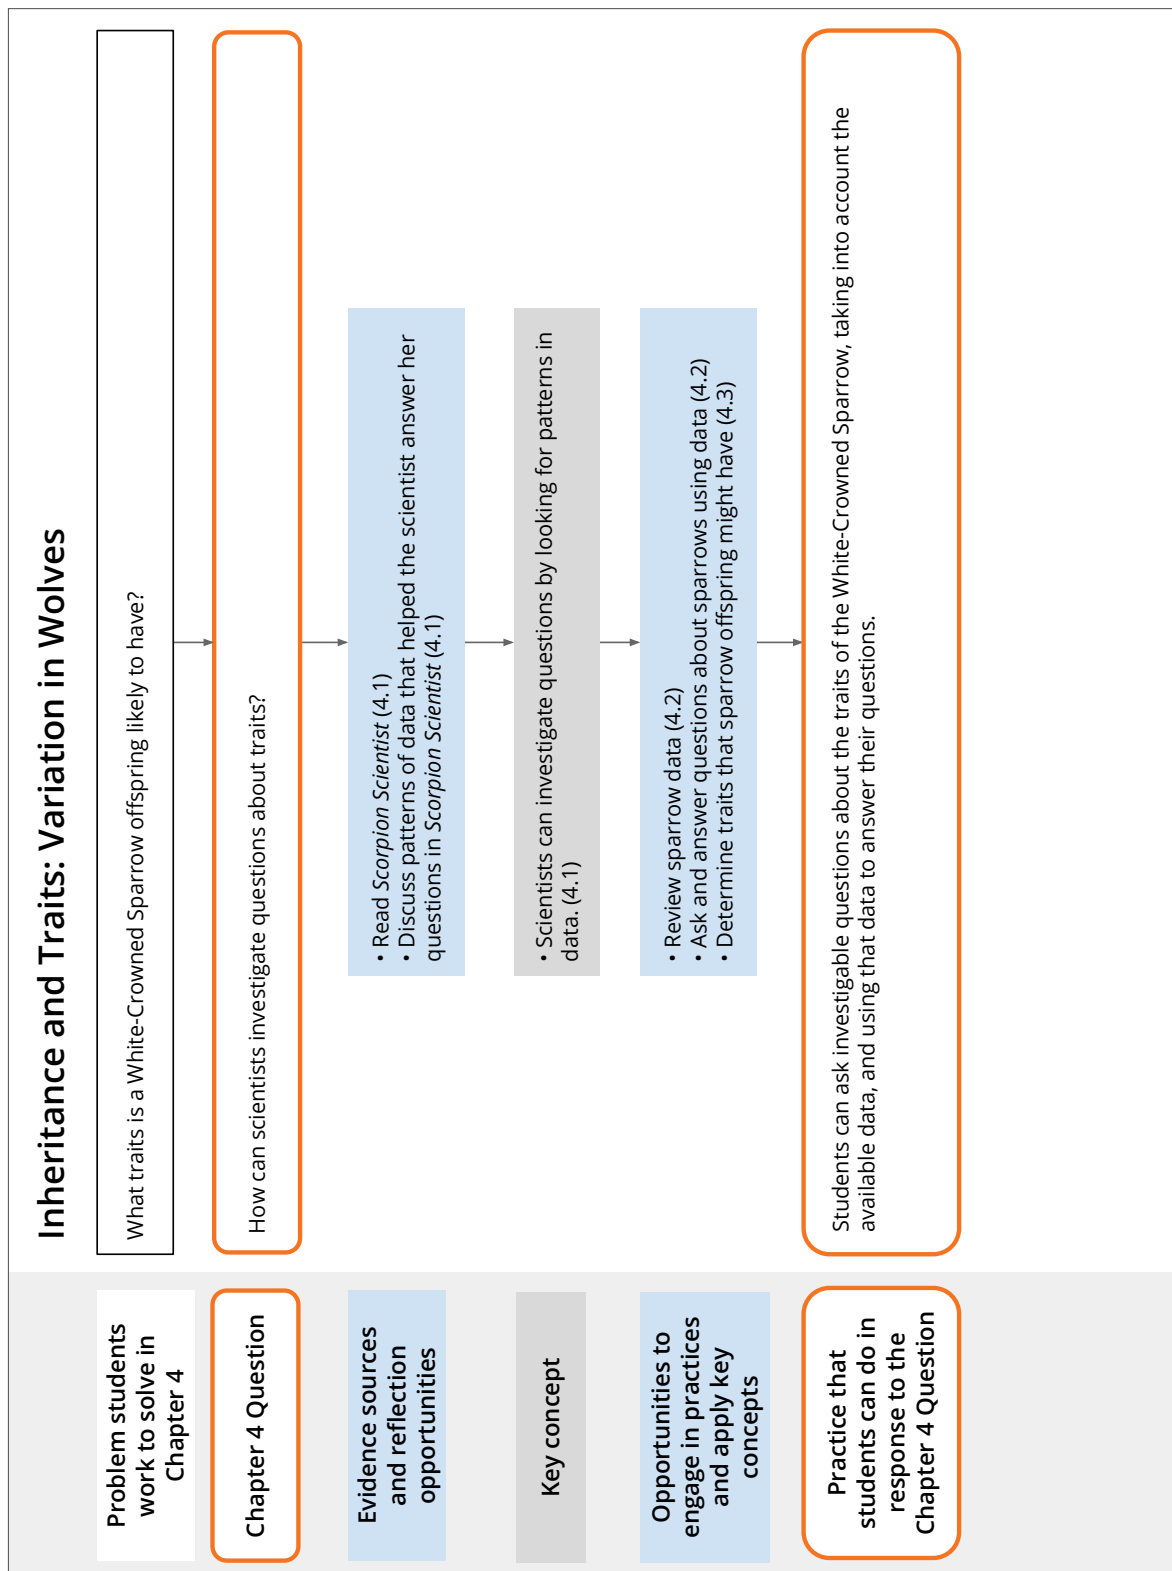 Inheritance and Traits: Variation in Wolves
Problem students
work to solve in
Chapter 4
What traits is a White-Crowned Sparrow offspring likely to have?
Chapter 4 Question
How can scientists investigate questions about traits?
Evidence sources
and reflection
opportunities
• Read Scorpion Scientist (4.1)
• Discuss patterns of data that helped the scientist answer her
questions in Scorpion Scientist (4.1)
Key concept
• Scientists can investigate questions by looking for patterns in
data. (4.1)
Opportunities to
engage in practices
and apply key
concepts
• Review sparrow data (4.2)
• Ask and answer questions about sparrows using data (4.2)
• Determine traits that sparrow offspring might have (4.3)
Practice that
students can do in
response to the
Chapter 4 Question
Students can ask investigable questions about the traits of the White-Crowned Sparrow, taking into account the
available data, and using that data to answer their questions.